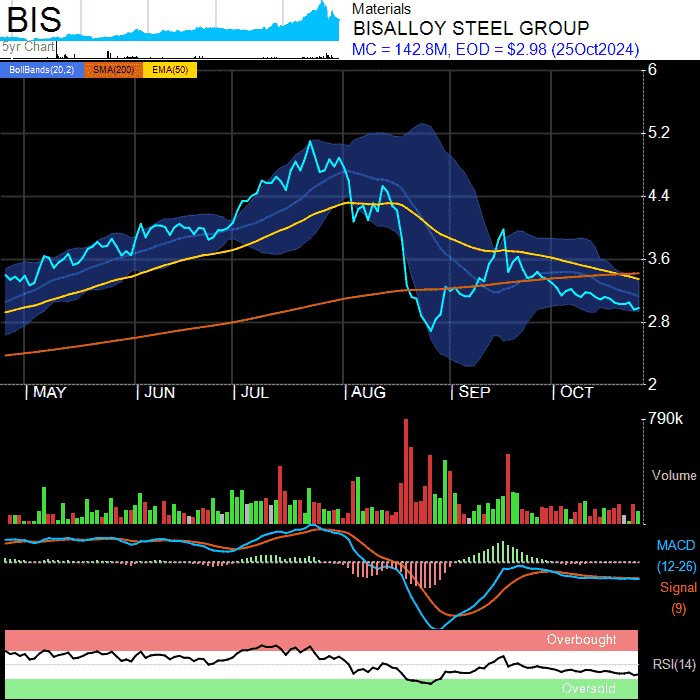 BIS
5yr Chart
Materials
BISALLOY STEEL GROUP
MC = 142.8M, EOD = $2.98 (25Oct2024)
BollBands(20,2) SMA(200) EMA(50)
6
5.2
4.4
3.6
2.8
2
MAY JUN JUL AUG SEP OCT
790k
Volume
MACD
(12-26)
Signal
(9)
Overbought
RSI(14)
Oversold